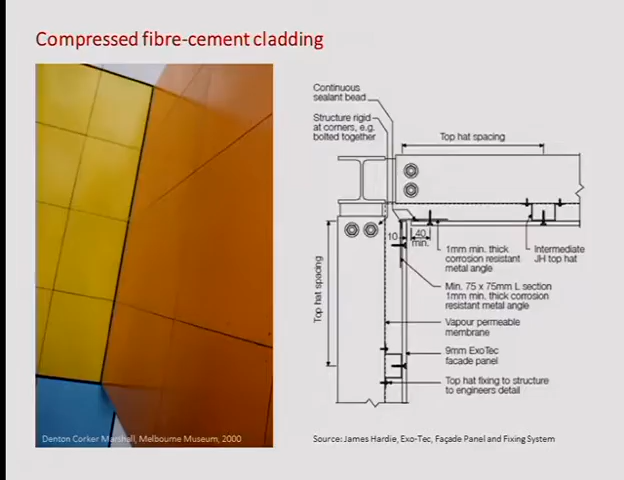 Compressed fibre-cement cladding
Continuous
sealant bead
Structure rigid
at corners, e.g.
bolted together
Top hat spacing
10
40
min.
1mm min. thick
corrosion resistant
metal angle
Intermediate
JH top hat
Top hat spacing
Min. 75 x 75mm L section
1mm min. thick corrosion
resistant metal angle
Vapour permeable
membrane
9mm ExoTec
facade panel
Top hat fixing to structure
to engineers detail
Denton Corker Marshall, Melbourne Museum, 2000
Source: James Hardie, Exo-Tec, Façade Panel and Fixing System